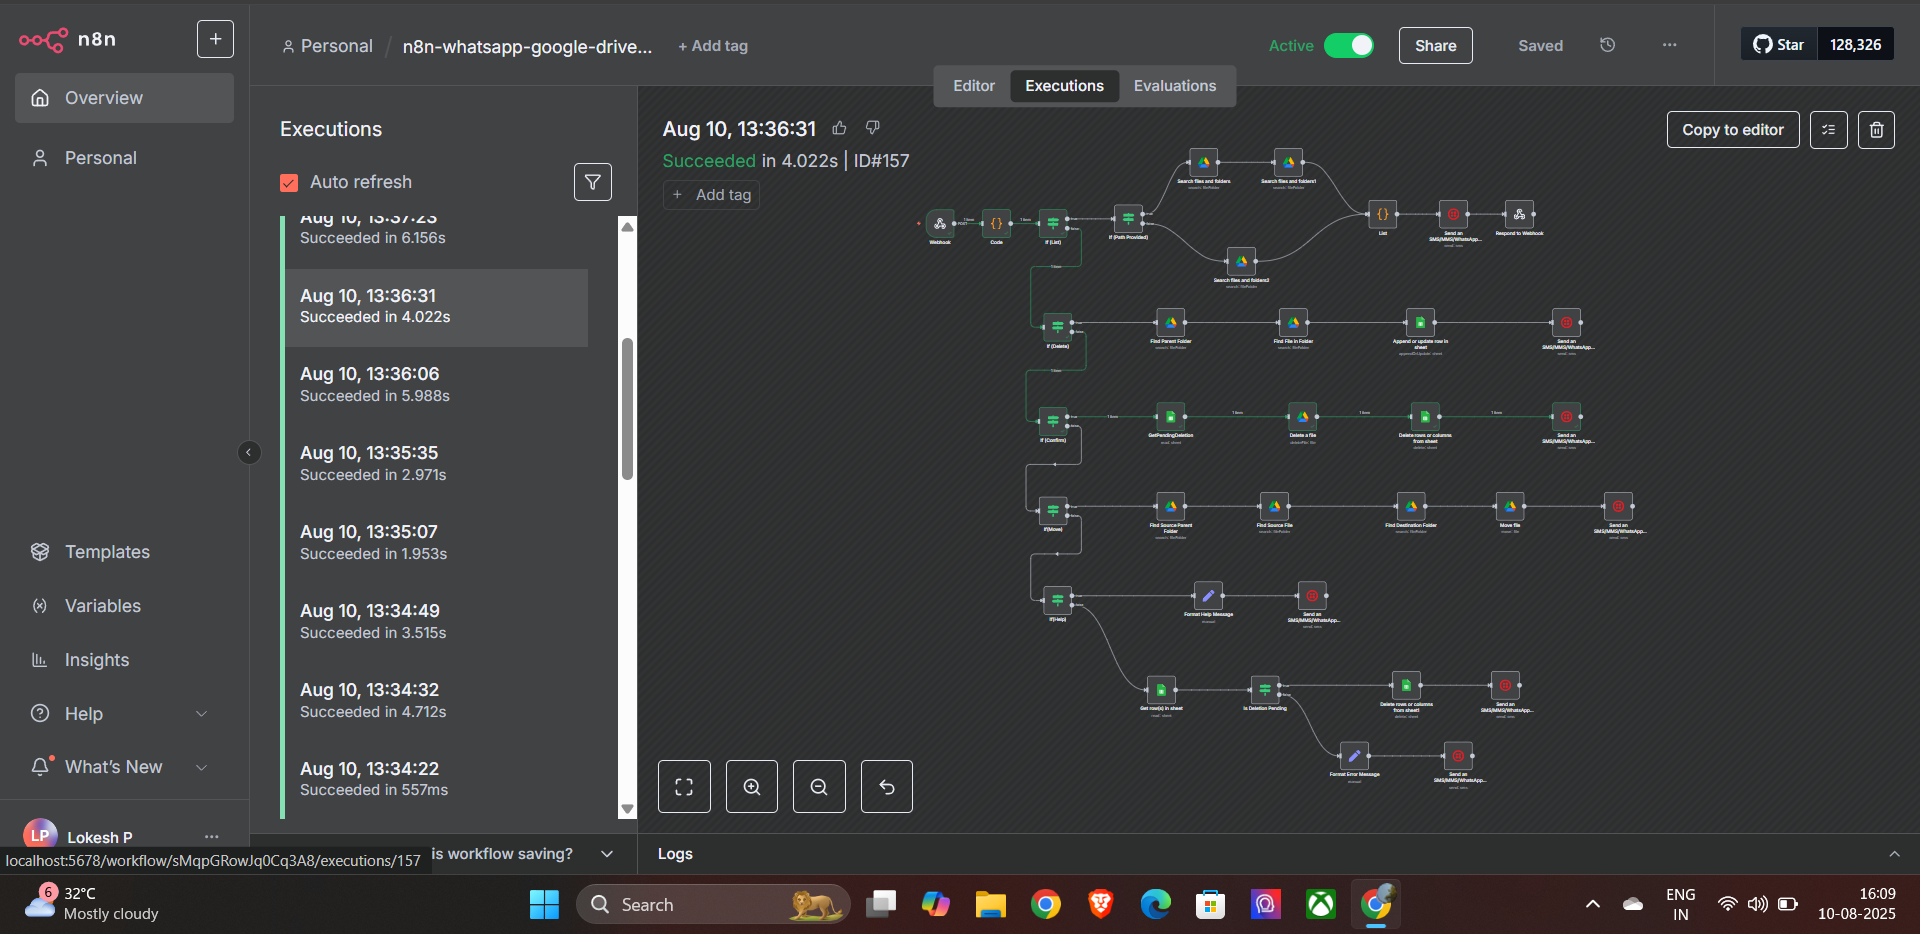 n8n
+
Personal / n8n-whatsapp-google-drive... + Add tag
Active
Share
Saved
...
Star 128,326
Editor Executions Evaluations
Overview
Personal
Templates
Variables
Insights
Help
What's New
LP Lokesh P ...
Executions
Auto refresh
Aug 10, 13:37:23
Succeeded in 6.156s
Aug 10, 13:36:31
Succeeded in 4.022s
Aug 10, 13:36:06
Succeeded in 5.988s
Aug 10, 13:35:35
Succeeded in 2.971s
Aug 10, 13:35:07
Succeeded in 1.953s
Aug 10, 13:34:49
Succeeded in 3.515s
Aug 10, 13:34:32
Succeeded in 4.712s
Aug 10, 13:34:22
Succeeded in 557ms
is workflow saving?
localhost:5678/workflow/sMqpGRowJq0Cq3A8/executions/157
Aug 10, 13:36:31
Succeeded in 4.022s | ID#157
+ Add tag
Copy to editor
Webhook
Code
If (List)
If (Path Provided)
Search files and folders
Search files and folders1
Search files and folders2
List
Send an
SMS/MMS/WhatsApp...
Respond to Webhook
If (Delete)
Find Parent Folder
Find File in Folder
Append or update row in
sheet
Send an
SMS/MMS/WhatsApp...
If (Confirm)
GetPendingDeletion
Delete a file
Delete rows or columns
from sheet
Send an
SMS/MMS/WhatsApp...
If(Move)
Find Source Parent
Folder
Find Source File
Find Destination Folder
Move file
Send an
SMS/MMS/WhatsApp...
If(Help)
Format Help Message
Send an
SMS/MMS/WhatsApp...
Get row(s) in sheet
Is Deletion Pending
Delete rows or columns
from sheet1
Send an
SMS/MMS/WhatsApp...
Format Error Message
Send an
SMS/MMS/WhatsApp...
Logs
6
32°C
Mostly cloudy
Search
ENG
IN
16:09
10-08-2025